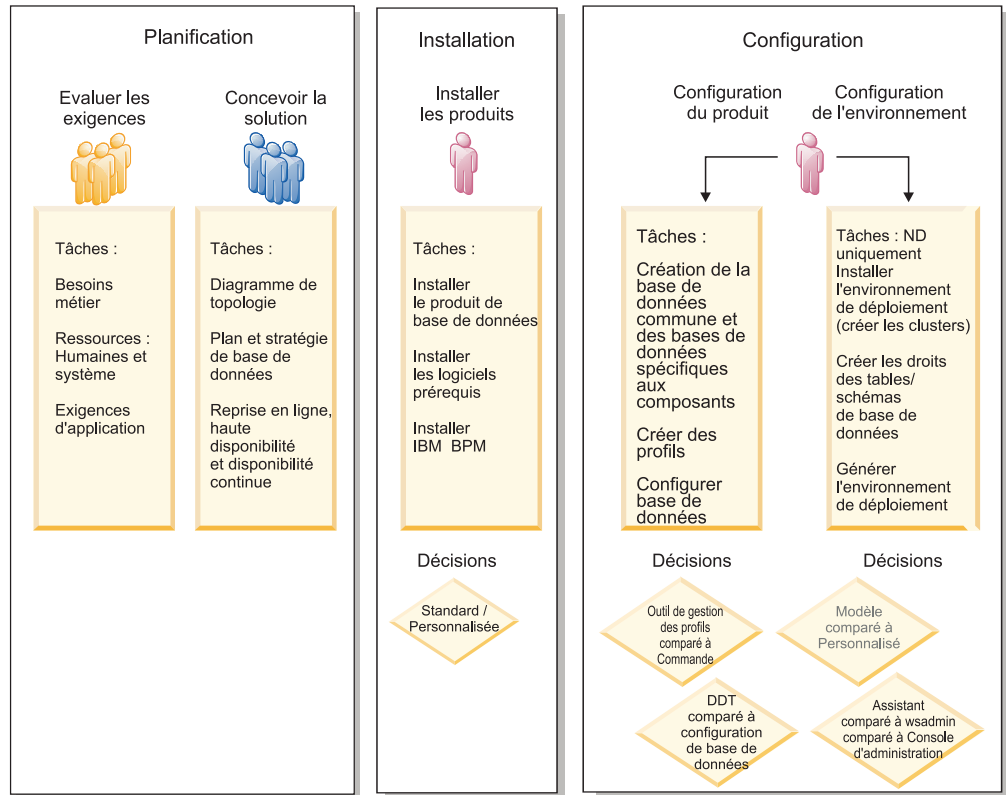 Planification
Evaluer les
exigences
Concevoir la
solution
Tâches :
Besoins
métier
Ressources :
Humaines et
système
Exigences
d'application
Tâches :
Diagramme de
topologie
Plan et stratégie
de base de
données
Reprise en ligne,
haute
disponibilité
et disponibilité
continue
Installation
Installer
les produits
Tâches :
Installer
le produit de
base de données
Installer
les logiciels
prérequis
Installer
IBM BPM
Décisions
Standard /
Personnalisée
Configuration
Configuration
du produit
Configuration
de l'environnement
Tâches :
Création de la
base de
données
commune et
des bases de
données
spécifiques
aux
composants
Créer des
profils
Configurer
base de
données
Tâches : ND
uniquement
Installer
l'environnement
de déploiement
(créer les clusters)
Créer les droits
des tables/
schémas
de base de
données
Générer
l'environnement
de déploiement
Décisions
Outil de gestion
des profils
comparé à
Commande
DDT
comparé à
configuration
de base de
données
Décisions
Modèle
comparé à
Personnalisé
Assistant
comparé à wsadmin
comparé à Console
d'administration